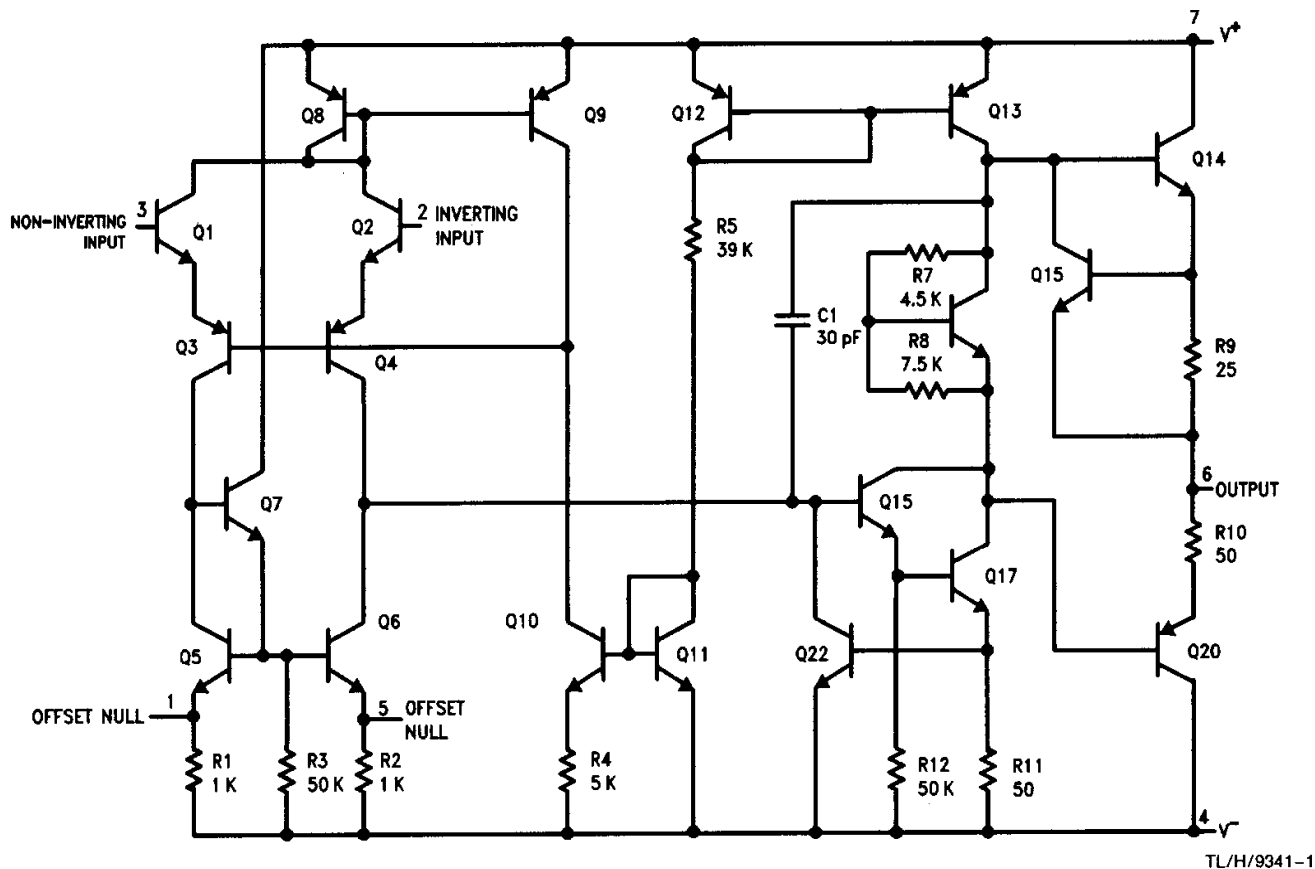 7
V+
Q8
Q9
Q12
Q13
Q14
3
NON-INVERTING
INPUT
Q1
Q2
2
INVERTING
INPUT
R5
39 K
R7
4.5 K
Q15
C1
30 pF
R8
7.5 K
R9
25
Q3
Q4
Q7
Q15
6
OUTPUT
R10
50
Q17
Q5
Q6
Q10
Q11
Q22
Q20
1
OFFSET NULL
5
OFFSET
NULL
R1
1 K
R3
50 K
R2
1 K
R4
5 K
R12
50 K
R11
50
4
V-
TL/H/9341-1